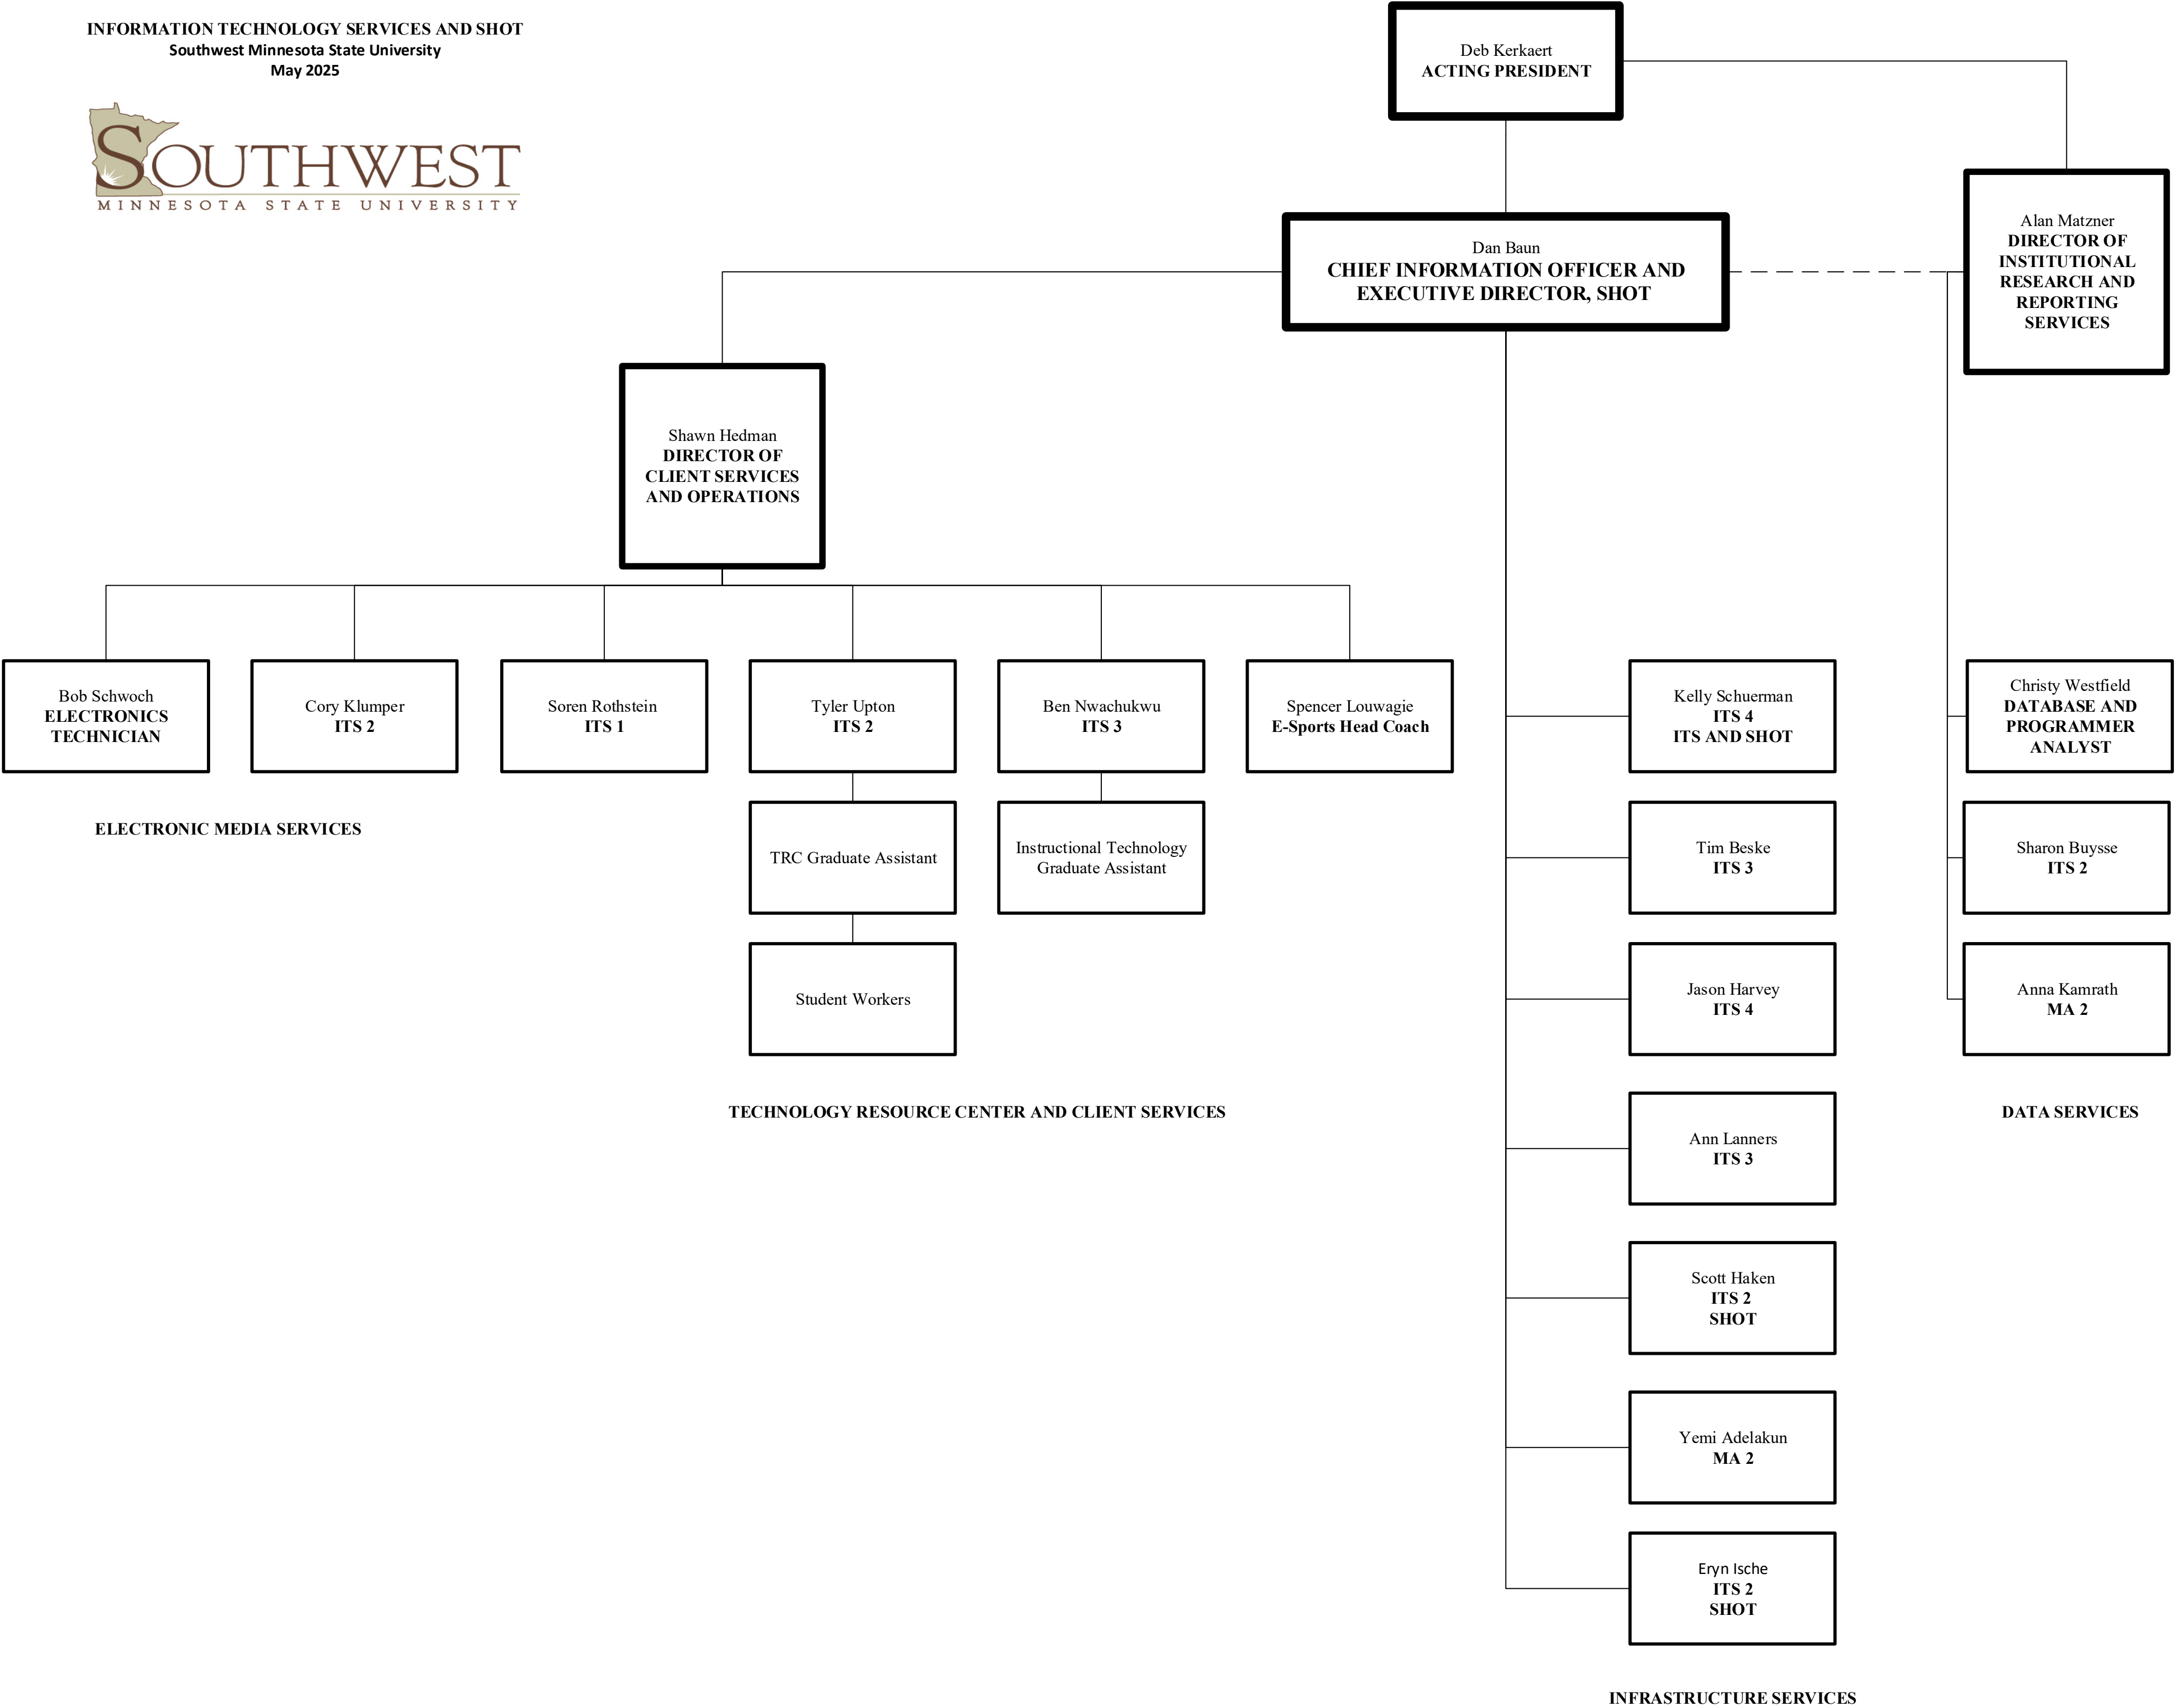 INFORMATION TECHNOLOGY SERVICES AND SHOT
Southwest Minnesota State University
May 2025
SOUTHWEST
MINNESOTA STATE UNIVERSITY
Deb Kerkaert
ACTING PRESIDENT
Dan Baun
CHIEF INFORMATION OFFICER AND
EXECUTIVE DIRECTOR, SHOT
Alan Matzner
DIRECTOR OF
INSTITUTIONAL
RESEARCH AND
REPORTING
SERVICES
Shawn Hedman
DIRECTOR OF
CLIENT SERVICES
AND OPERATIONS
Bob Schwoch
ELECTRONICS
TECHNICIAN
Cory Klumper
ITS 2
Soren Rothstein
ITS 1
Tyler Upton
ITS 2
Ben Nwachukwu
ITS 3
Spencer Louwagie
E-Sports Head Coach
ELECTRONIC MEDIA SERVICES
TRC Graduate Assistant
Instructional Technology
Graduate Assistant
Student Workers
TECHNOLOGY RESOURCE CENTER AND CLIENT SERVICES
Kelly Schuerman
ITS 4
ITS AND SHOT
Tim Beske
ITS 3
Jason Harvey
ITS 4
Ann Lanners
ITS 3
Scott Haken
ITS 2
SHOT
Yemi Adelakun
MA 2
Eryn Ische
ITS 2
SHOT
INFRASTRUCTURE SERVICES
Christy Westfield
DATABASE AND
PROGRAMMER
ANALYST
Sharon Buysse
ITS 2
Anna Kamrath
MA 2
DATA SERVICES